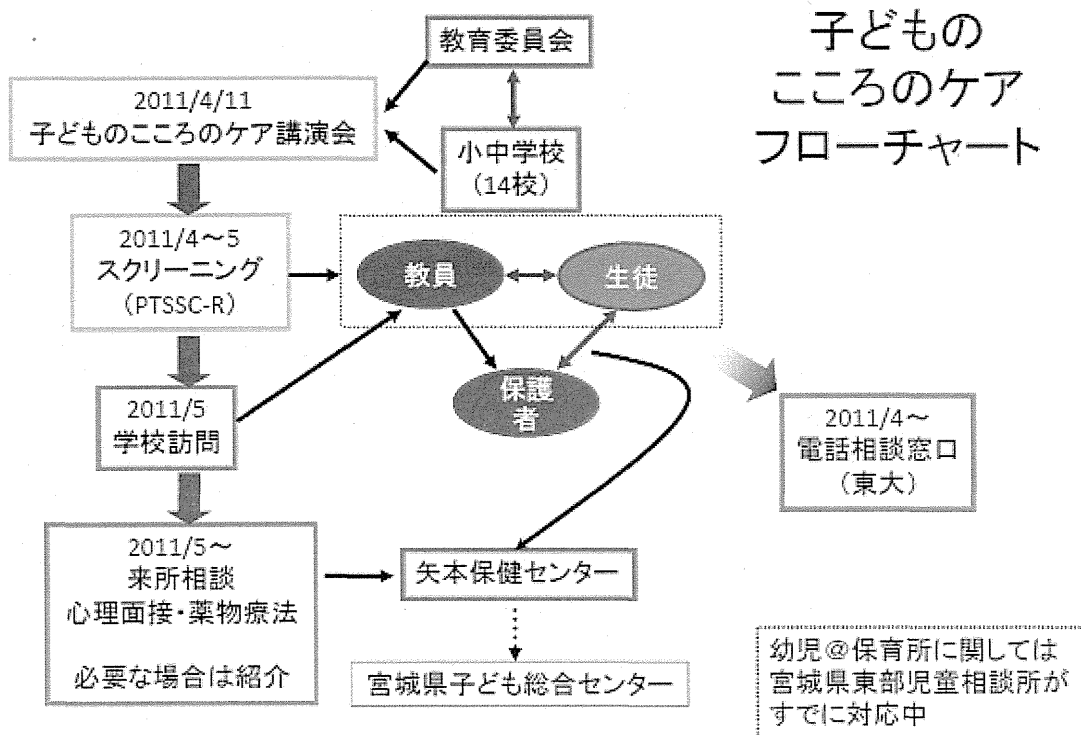 子どもの
こころのケア
フローチャート
教育委員会
2011/4/11
子どものこころのケア講演会
小中学校
(14校)
2011/4～5
スクリーニング
(PTSSC-R)
教員
生徒
保護
者
2011/5
学校訪問
2011/4～
電話相談窓口
(東大)
2011/5～
来所相談
心理面接・薬物療法
必要な場合は紹介
矢本保健センター
宮城県子ども総合センター
幼児@保育所に関しては
宮城県東部児童相談所が
すでに対応中